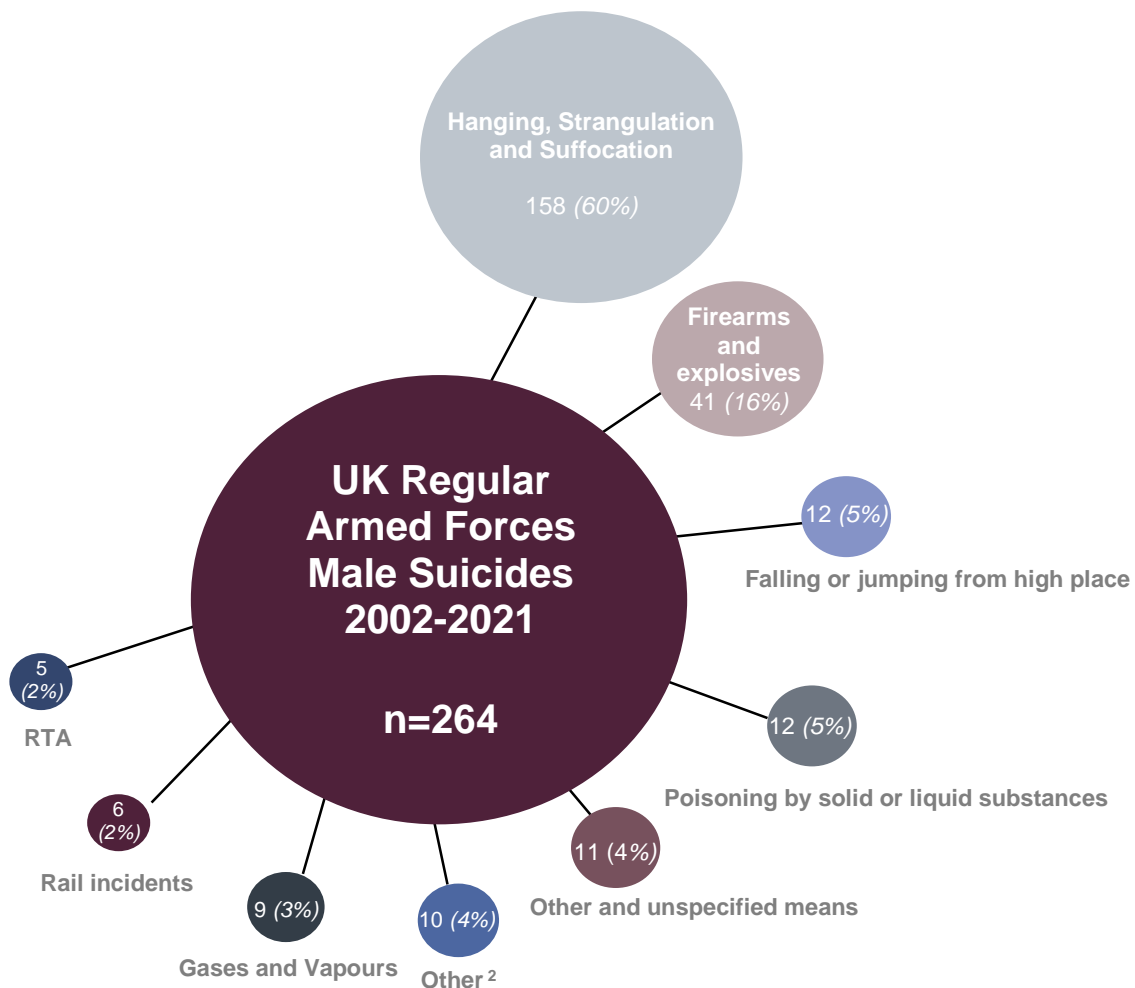 Hanging, Strangulation
and Suffocation
158 (60%)
Firearms
and
explosives
41 (16%)
UK Regular
Armed Forces
Male Suicides
2002-2021
n=264
12 (5%)
Falling or jumping from high place
12 (5%)
Poisoning by solid or liquid substances
11 (4%)
Other and unspecified means
10 (4%)
Other 2
9 (3%)
Gases and Vapours
6
(2%)
Rail incidents
5
(2%)
RTA